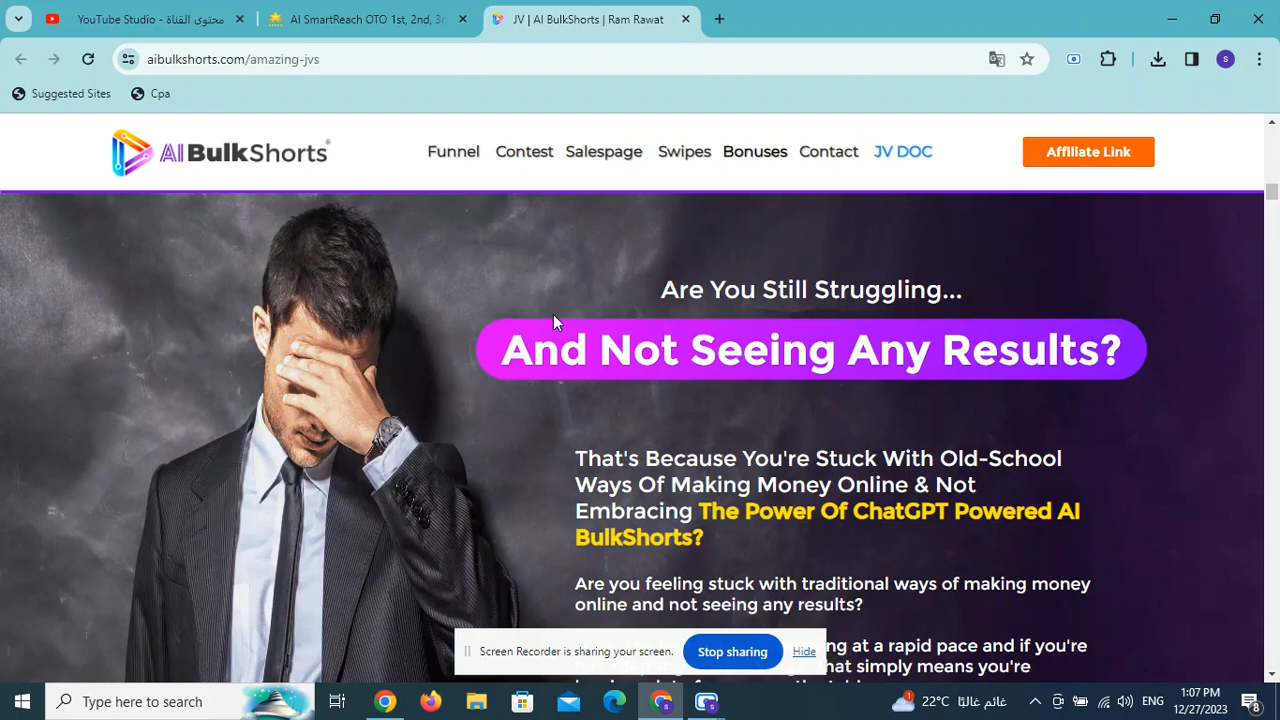 YouTube Studio - محتوى القناة
AI SmartReach OTO 1st, 2nd, 3r
JV | AI BulkShorts | Ram Rawat
aibulkshorts.com/amazing-jvs
S
Suggested Sites
Cpa
AI BulkShorts®
Funnel
Contest
Salespage
Swipes
Bonuses
Contact
JV DOC
Affiliate Link
Are You Still Struggling...
And Not Seeing Any Results?
That's Because You're Stuck With Old-School
Ways Of Making Money Online & Not
Embracing The Power Of ChatGPT Powered AI
BulkShorts?
Are you feeling stuck with traditional ways of making money
online and not seeing any results?
ng at a rapid pace and if you're
that simply means you're
Screen Recorder is sharing your screen.
Stop sharing
Hide
Type here to search
22°C غائم غالبًا
ENG
1:07 PM
12/27/2023
8